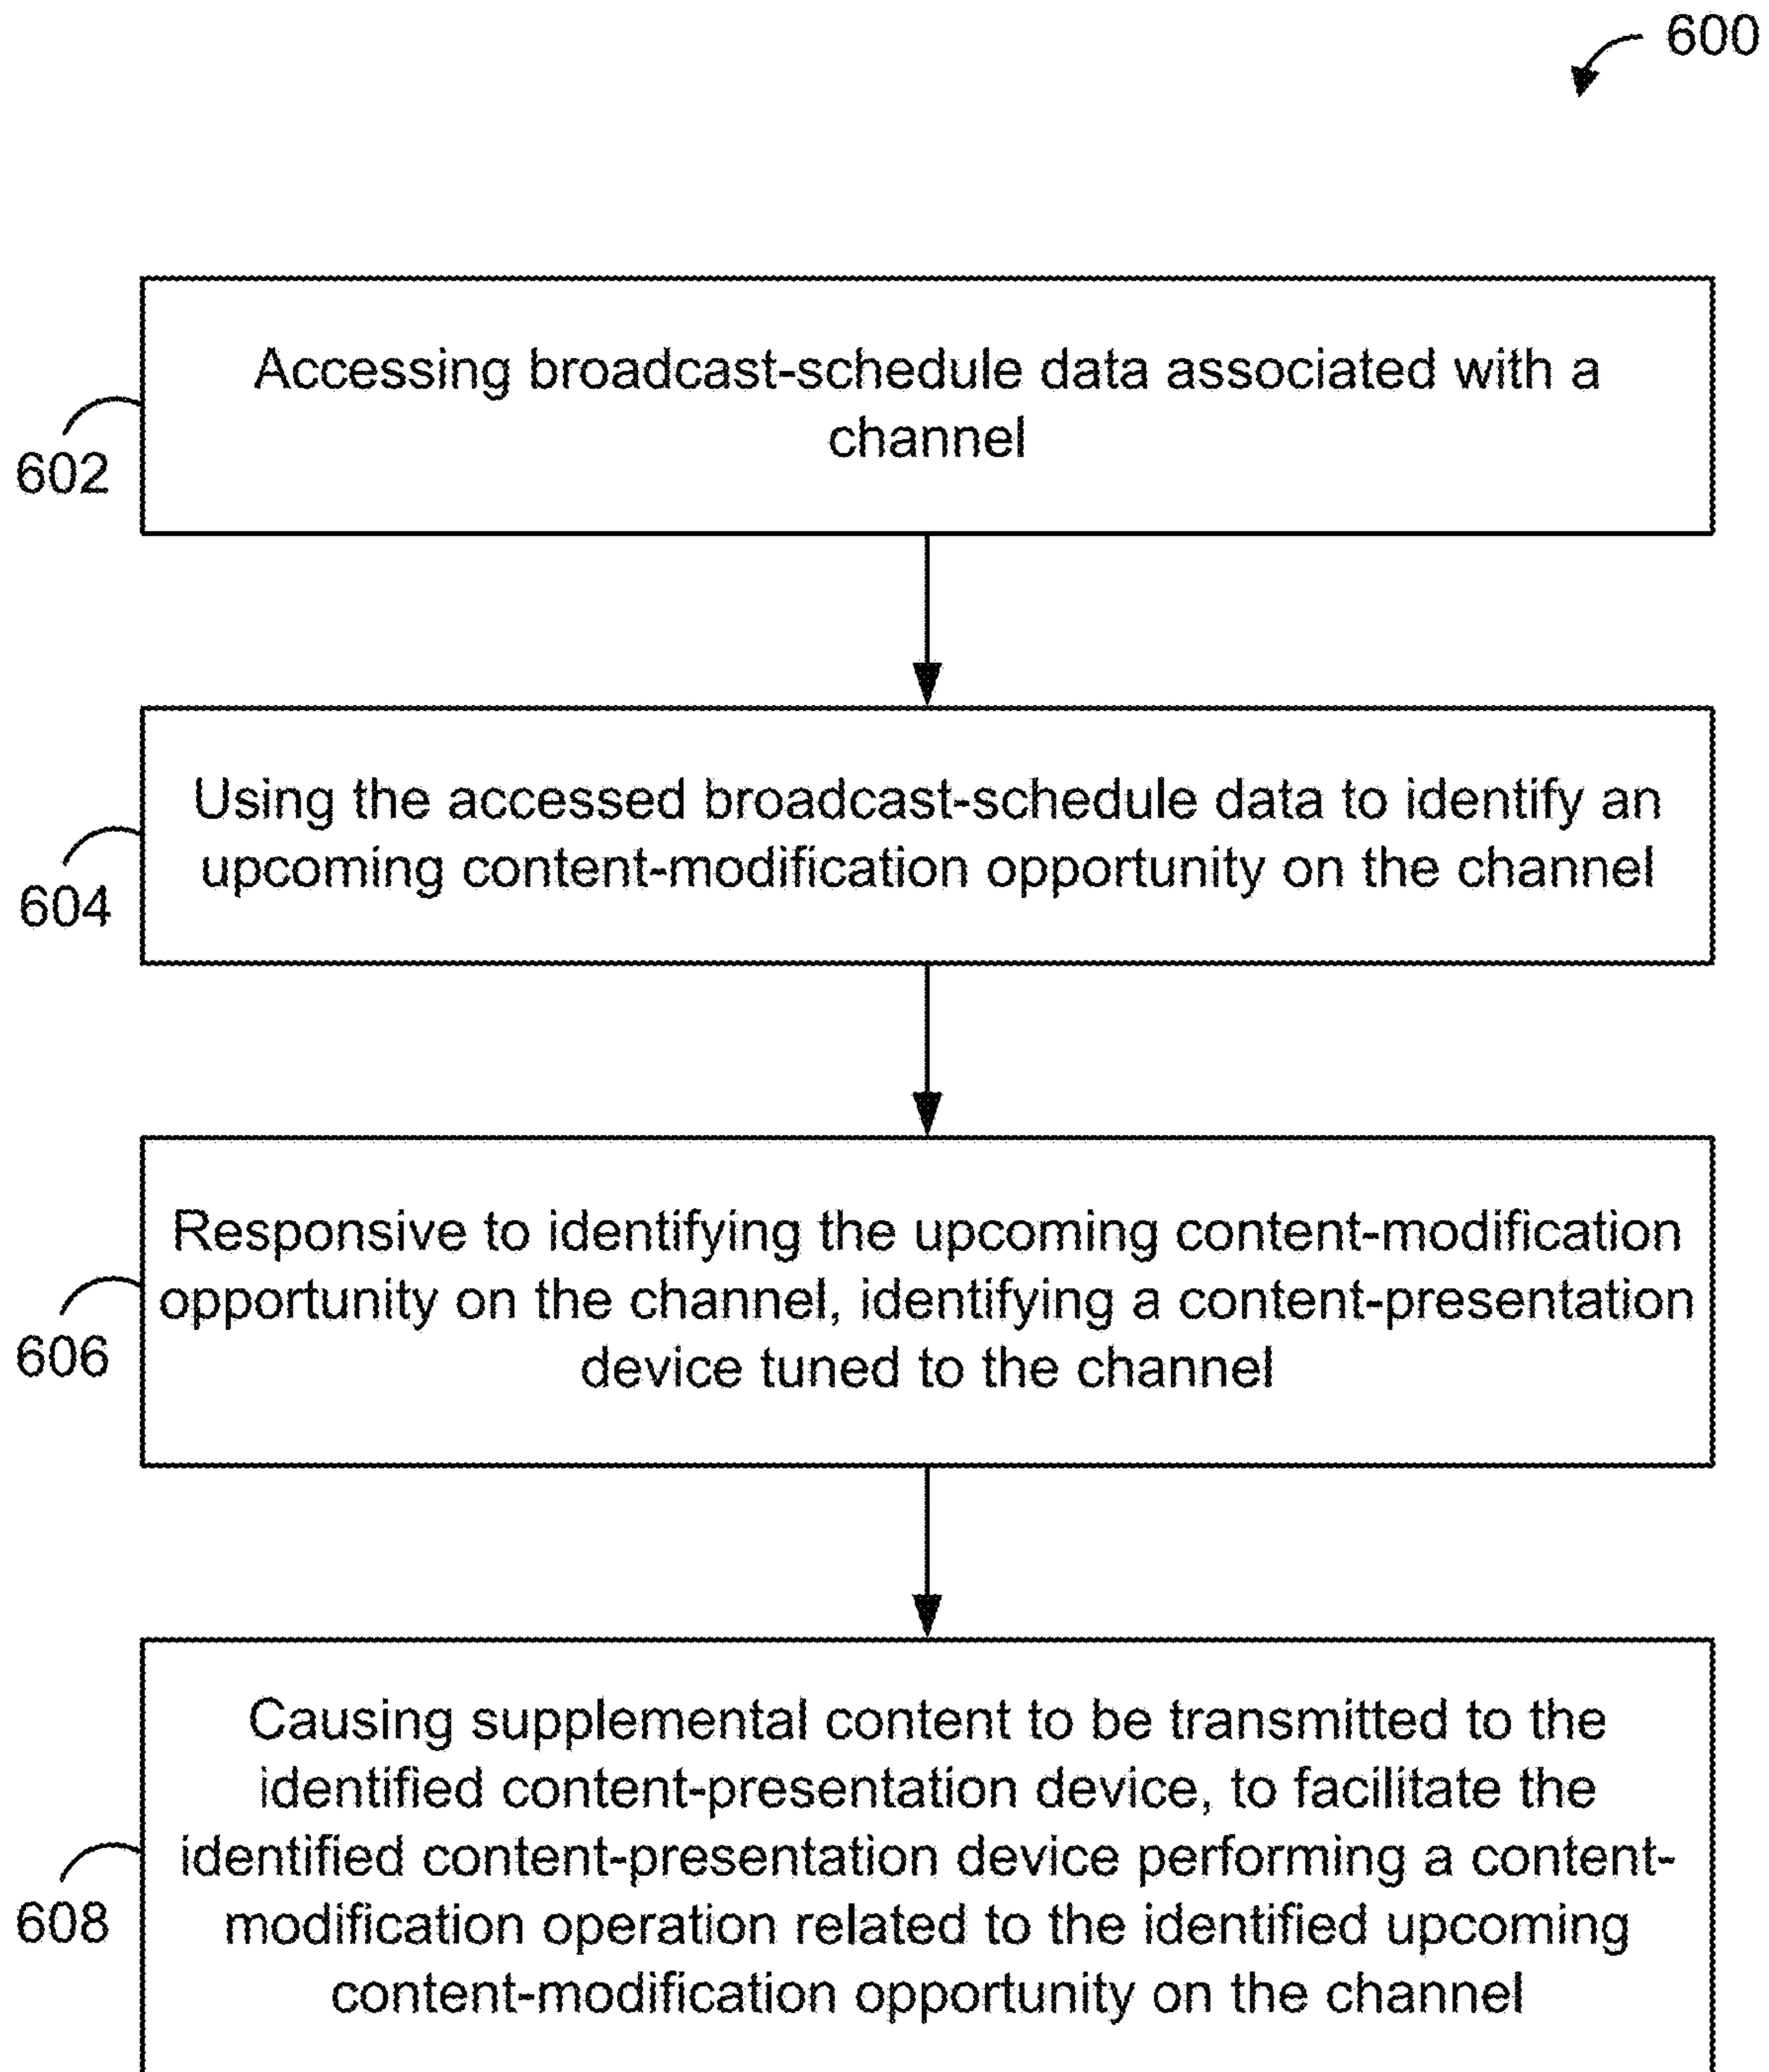 600
Accessing broadcast-schedule data associated with a
channel
602
Using the accessed broadcast-schedule data to identify an
upcoming content-modification opportunity on the channel
604
Responsive to identifying the upcoming content-modification
opportunity on the channel, identifying a content-presentation
device tuned to the channel
606
Causing supplemental content to be transmitted to the
identified content-presentation device, to facilitate the
identified content-presentation device performing a content-
modification operation related to the identified upcoming
content-modification opportunity on the channel
608